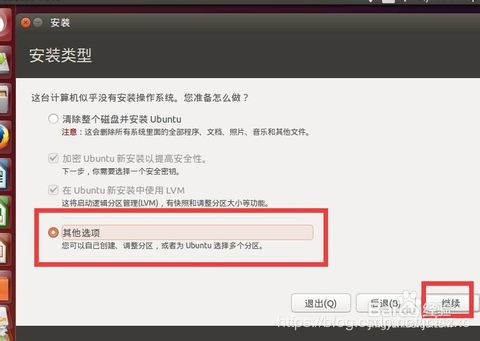 安装
安装类型
这台计算机似乎没有安装操作系统。您准备怎么做？
清除整个磁盘并安装 Ubuntu
注意：这会删除所有系统里面的全部程序、文档、照片、音乐和其他文件。
加密 Ubuntu 新安装以提高安全性。
下一步，你需要选择一个安全密钥。
在 Ubuntu 新安装中使用 LVM
这将启动逻辑分区管理(LVM)，有快照和调整分区大小等功能。
其他选项
您可以自己创建、调整分区，或者为 Ubuntu 选择多个分区。
退出(Q) 后退(B) 继续
Baidu 经验